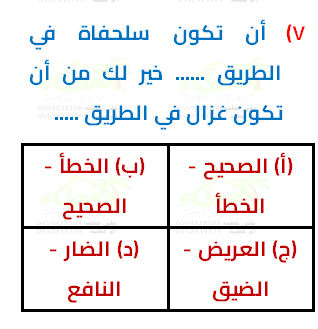 ٧) أن تكون سلحفاة في
الطريق ...... خير لك من أن
تكون غزال في الطريق .....
(أ) الصحيح -
الخطأ
(ب) الخطأ -
الصحيح
(ج) العريض -
الضيق
(د) الضار -
النافع